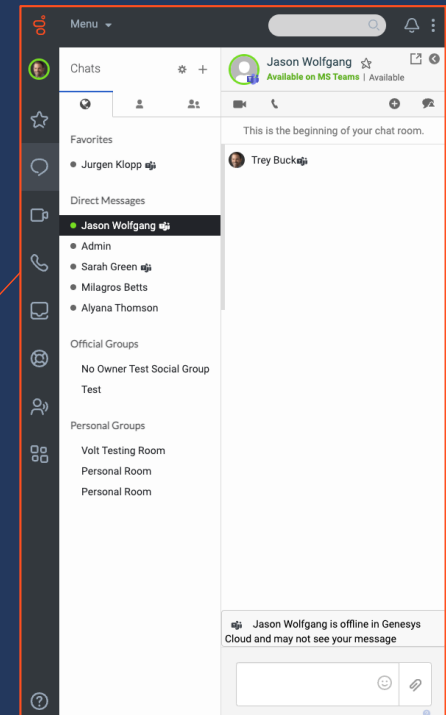 Menu
Chats
Favorites
Jurgen Klopp
Direct Messages
Jason Wolfgang
Admin
Sarah Green
Milagros Betts
Alyana Thomson
Official Groups
No Owner Test Social Group
Test
Personal Groups
Volt Testing Room
Personal Room
Personal Room
Jason Wolfgang
Available on MS Teams | Available
This is the beginning of your chat room.
Trey Buck
Jason Wolfgang is offline in Genesys
Cloud and may not see your message